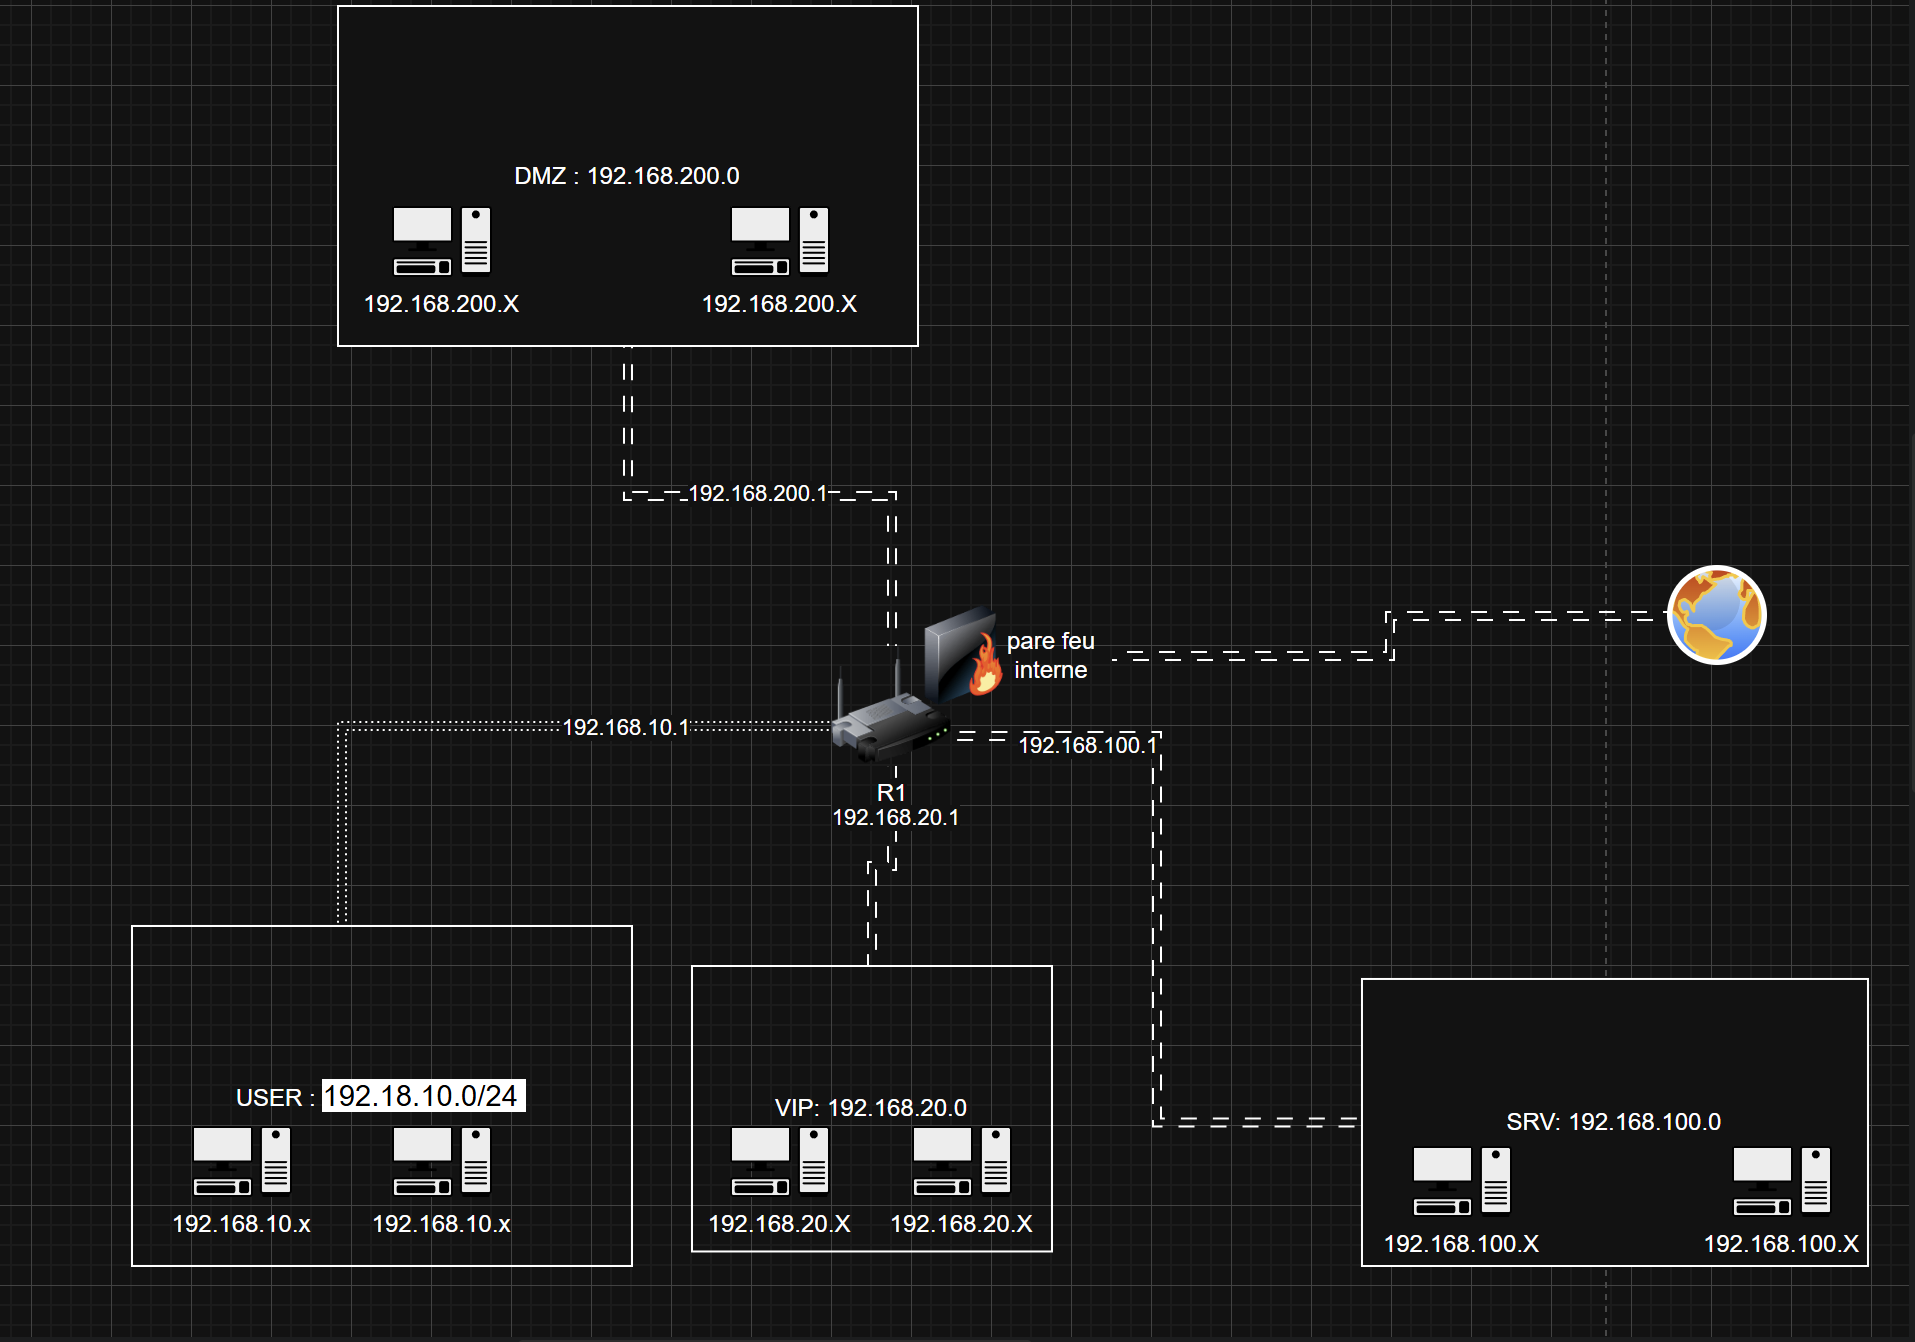 DMZ : 192.168.200.0
192.168.200.X
192.168.200.X
192.168.200.1
pare feu
interne
192.168.10.1
192.168.100.1
R1
192.168.20.1
USER : 192.18.10.0/24
192.168.10.x
192.168.10.x
VIP: 192.168.20.0
192.168.20.X
192.168.20.X
SRV: 192.168.100.0
192.168.100.X
192.168.100.X